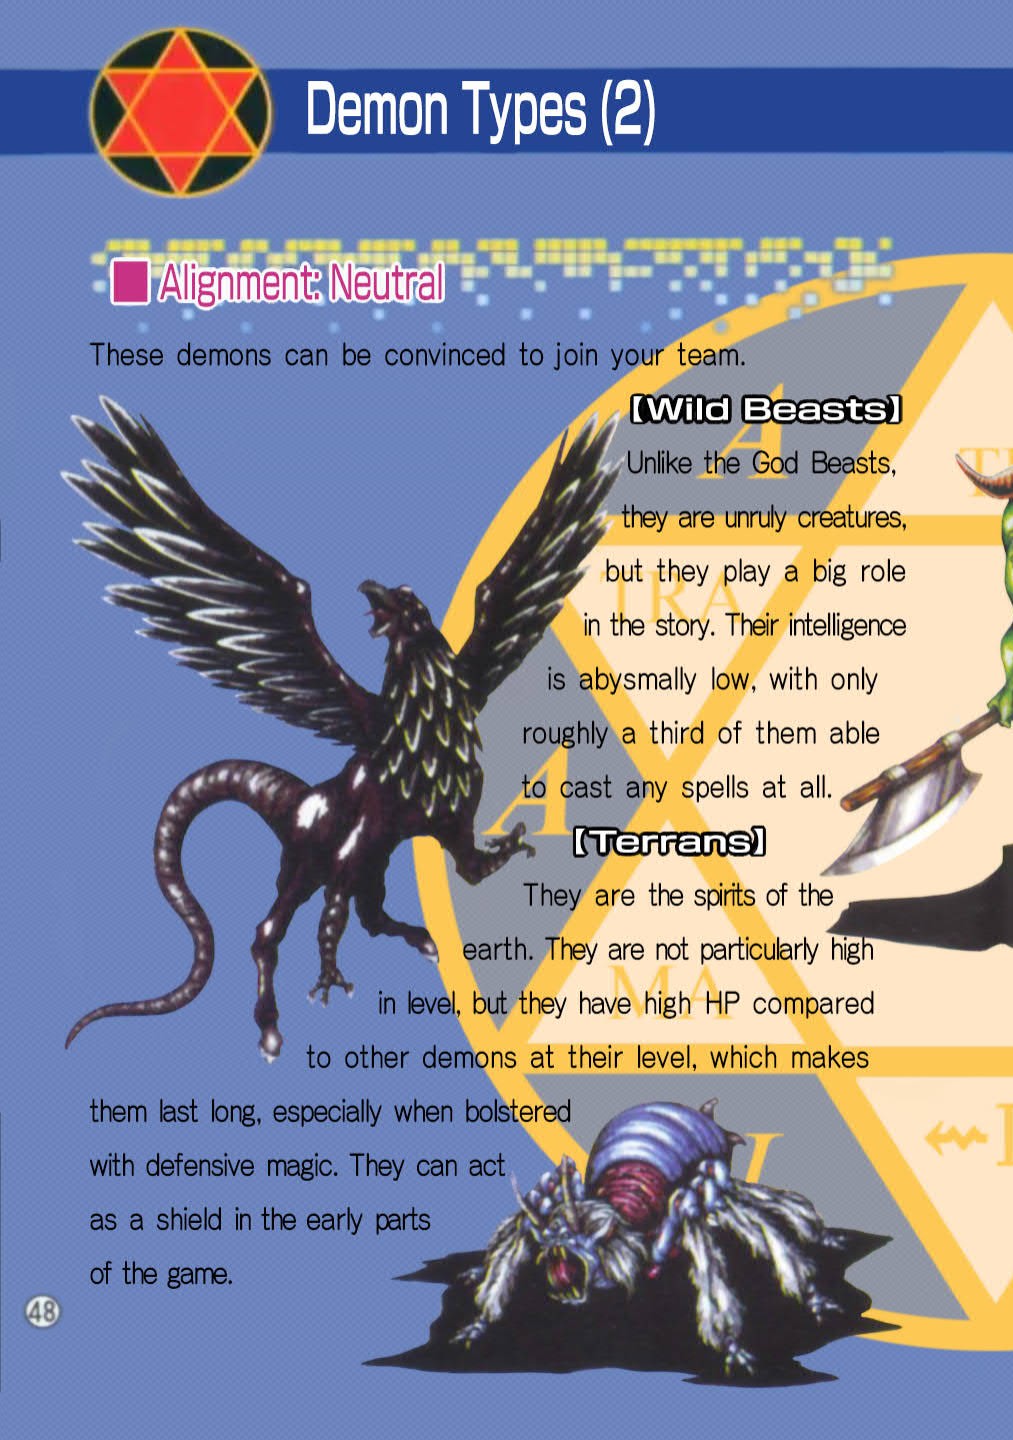 Demon Types (2)
Alignment: Neutral
These demons can be convinced to join your team.
【Wild Beasts】
Unlike the God Beasts,
they are unruly creatures,
but they play a big role
in the story. Their intelligence
is abysmally low, with only
roughly a third of them able
to cast any spells at all.
【Terrans】
They are the spirits of the
earth. They are not particularly high
in level, but they have high HP compared
to other demons at their level, which makes
them last long, especially when bolstered
with defensive magic. They can act
as a shield in the early parts
of the game.
A
TRA
A
MA
48